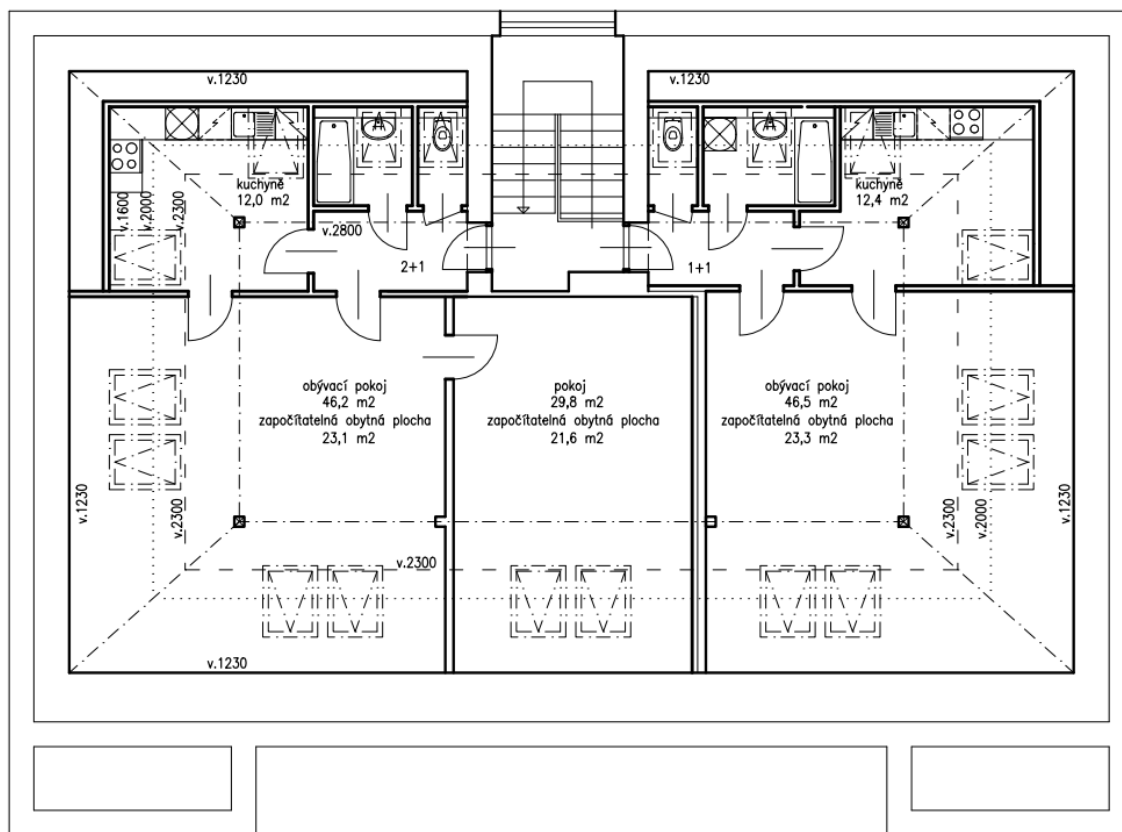 v.1230
v.1230
kuchyně
12,0 m2
kuchyně
12,4 m2
v.1600
v.2000
v.2300
v.2800
2+1
1+1
obývací pokoj
46,2 m2
započítatelná obytná plocha
23,1 m2
pokoj
29,8 m2
započítatelná obytná plocha
21,6 m2
obývací pokoj
46,5 m2
započítatelná obytná plocha
23,3 m2
v.1230
v.2300
v.2300
v.2300
v.2000
v.1230
v.1230